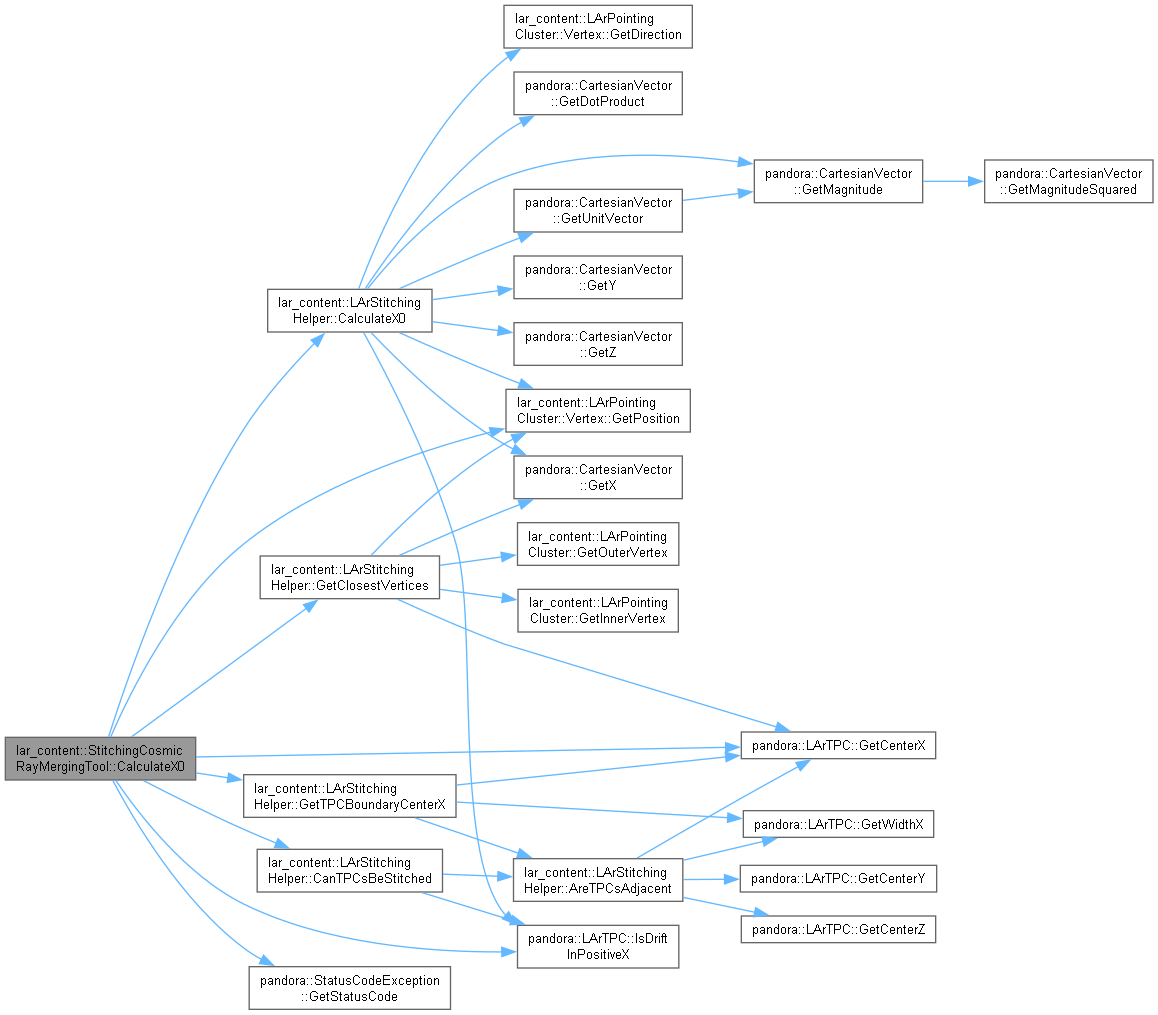 lar_content::LArPointing
Cluster::Vertex::GetDirection
pandora::CartesianVector
::GetDotProduct
pandora::CartesianVector
::GetMagnitude
pandora::CartesianVector
::GetMagnitudeSquared
pandora::CartesianVector
::GetUnitVector
pandora::CartesianVector
::GetY
lar_content::LArStitching
Helper::CalculateX0
pandora::CartesianVector
::GetZ
lar_content::LArPointing
Cluster::Vertex::GetPosition
pandora::CartesianVector
::GetX
lar_content::LArPointing
Cluster::GetOuterVertex
lar_content::LArStitching
Helper::GetClosestVertices
lar_content::LArPointing
Cluster::GetInnerVertex
lar_content::StitchingCosmic
RayMergingTool::CalculateX0
pandora::LArTPC::GetCenterX
lar_content::LArStitching
Helper::GetTPCBoundaryCenterX
pandora::LArTPC::GetWidthX
lar_content::LArStitching
Helper::CanTPCsBeStitched
lar_content::LArStitching
Helper::AreTPCsAdjacent
pandora::LArTPC::GetCenterY
pandora::LArTPC::GetCenterZ
pandora::LArTPC::IsDrift
InPositiveX
pandora::StatusCodeException
::GetStatusCode